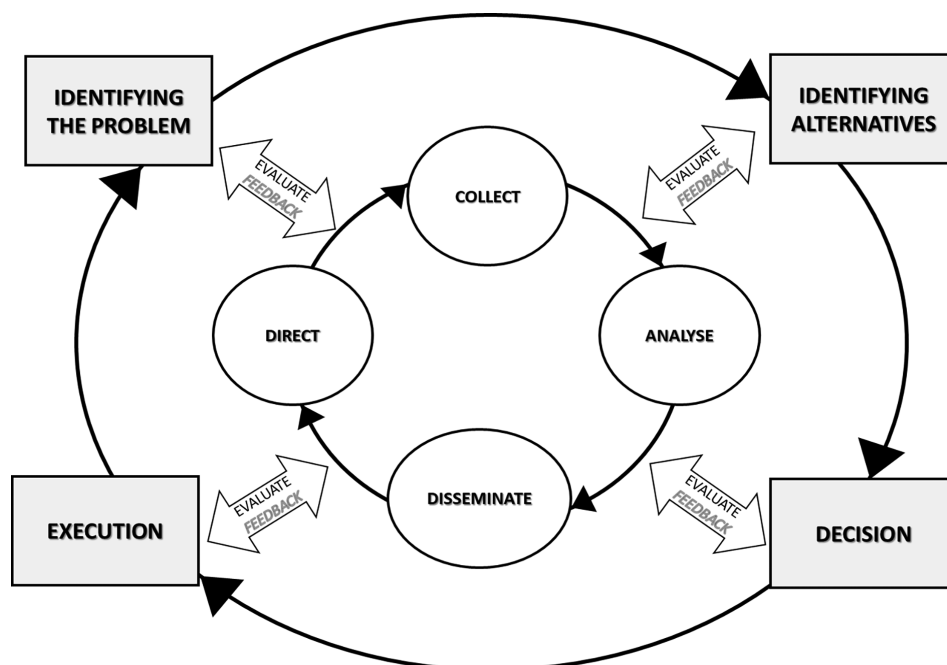 IDENTIFYING
THE PROBLEM
IDENTIFYING
ALTERNATIVES
EVALUATE
FEEDBACK
COLLECT
EVALUATE
FEEDBACK
DIRECT
ANALYSE
EVALUATE
FEEDBACK
DISSEMINATE
EVALUATE
FEEDBACK
EXECUTION
DECISION